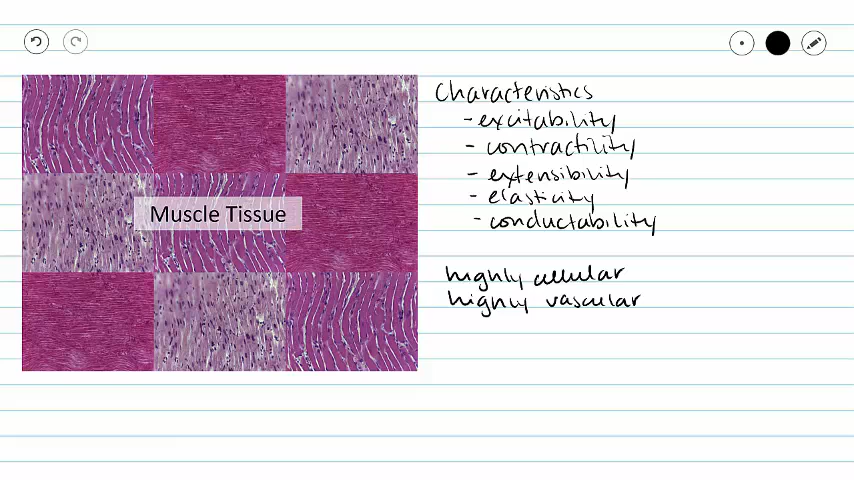 Muscle Tissue
Characteristics
- excitability
- contractility
- extensibility
- elasticity
- conductability
highly cellular
highly vascular